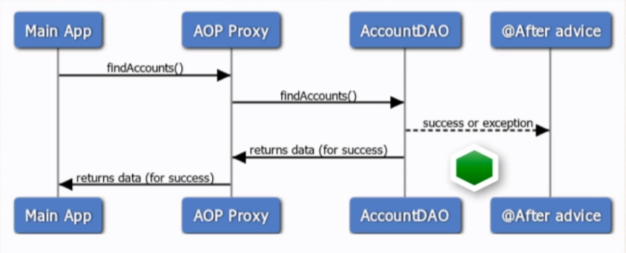 Main App
AOP Proxy
AccountDAO
@After advice
findAccounts()
findAccounts()
success or exception
returns data (for success)
returns data (for success)
Main App
AOP Proxy
AccountDAO
@After advice